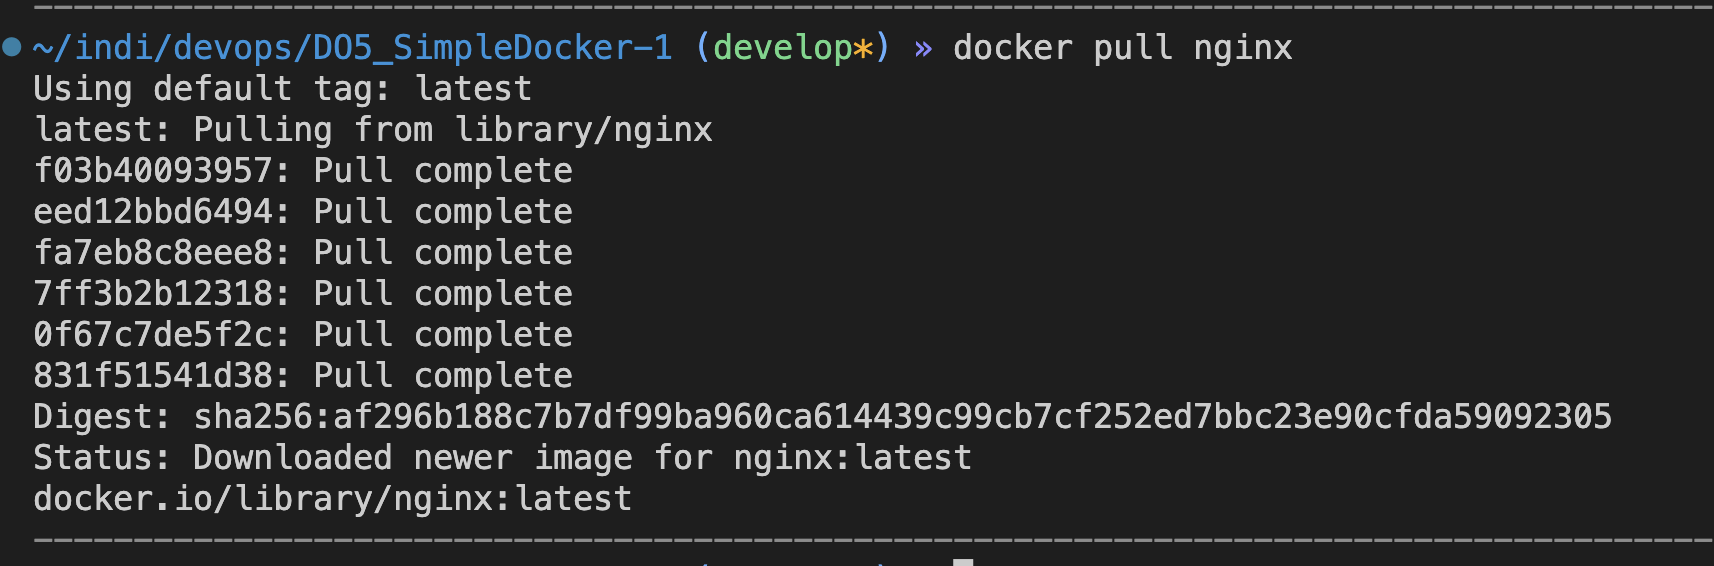 ~/indi/devops/DO5_SimpleDocker-1 (develop*) » docker pull nginx
Using default tag: latest
latest: Pulling from library/nginx
f03b40093957: Pull complete
eed12bbd6494: Pull complete
fa7eb8c8eee8: Pull complete
7ff3b2b12318: Pull complete
0f67c7de5f2c: Pull complete
831f51541d38: Pull complete
Digest: sha256:af296b188c7b7df99ba960ca614439c99cb7cf252ed7bbc23e90cfda59092305
Status: Downloaded newer image for nginx:latest
docker.io/library/nginx:latest